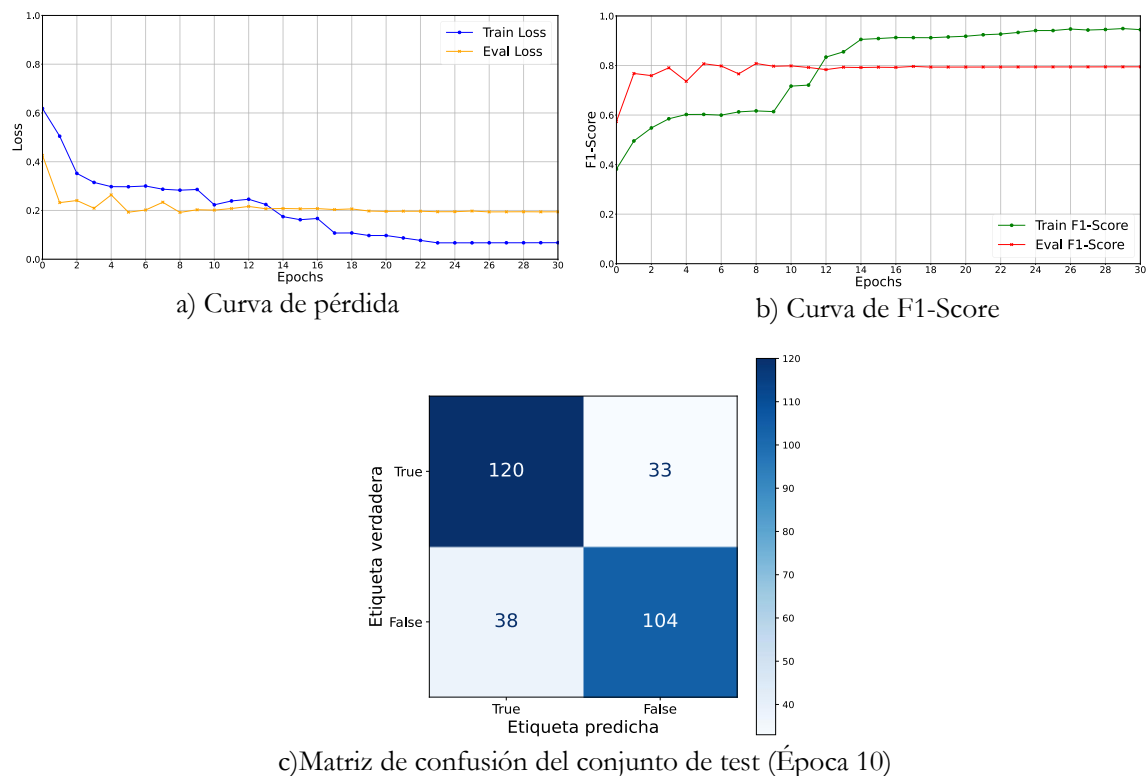 1.0
0.8
0.6
0.4
0.2
0.0
Loss
0 2 4 6 8 10 12 14 16 18 20 22 24 26 28 30
Epochs
Train Loss
Eval Loss
a) Curva de pérdida
1.0
0.8
0.6
0.4
0.2
0.0
F1-Score
0 2 4 6 8 10 12 14 16 18 20 22 24 26 28 30
Epochs
Train F1-Score
Eval F1-Score
b) Curva de F1-Score
Etiqueta verdadera
True
120 33
False
38 104
True False
Etiqueta predicha
120
110
100
90
80
70
60
50
40
c)Matriz de confusión del conjunto de test (Época 10)